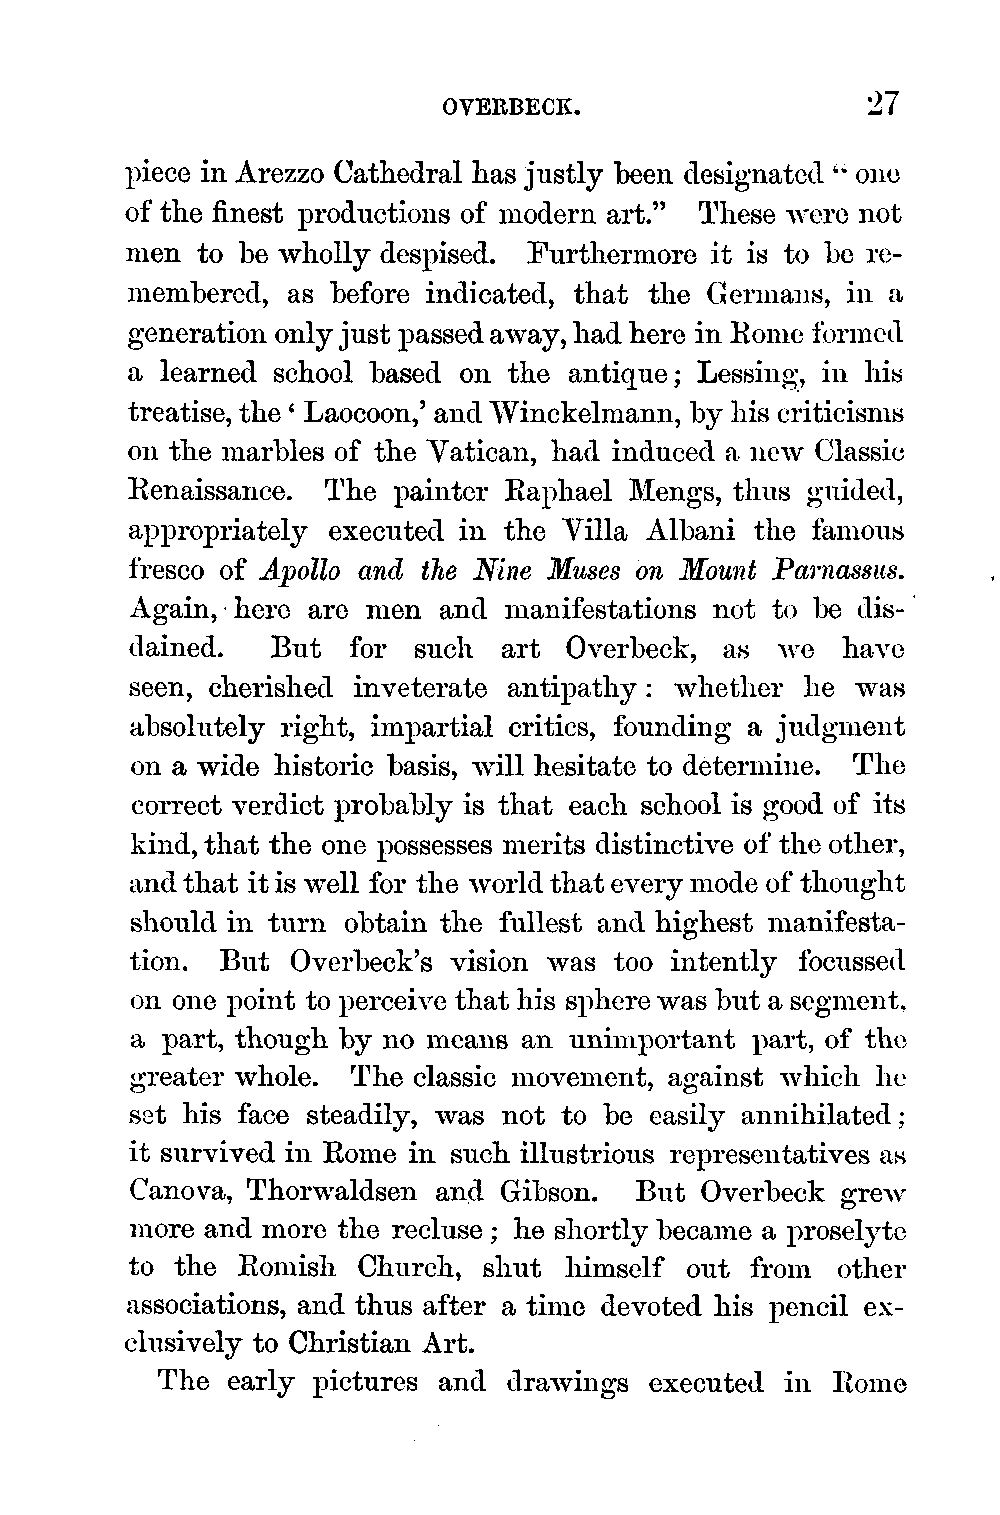 OVERBECK. 27
piece in Arezzo Cathedral has justly been designated “ one
of the finest productions of modern art.” These were not
men to be wholly despised. Furthermore it is to be re-
membered, as before indicated, that the Germans, in a
generation only just passed away, had here in Rome formed
a learned school based on the antique; Lessing, in his
treatise, the ‘ Laocoon,’ and Winckelmann, by his criticisms
on the marbles of the Vatican, had induced a new Classic
Renaissance. The painter Raphael Mengs, thus guided,
appropriately executed in the Villa Albani the famous
fresco of Apollo and the Nine Muses on Mount Parnassus.
Again, here are men and manifestations not to be dis-
dained. But for such art Overbeck, as we have
seen, cherished inveterate antipathy : whether he was
absolutely right, impartial critics, founding a judgment
on a wide historic basis, will hesitate to determine. The
correct verdict probably is that each school is good of its
kind, that the one possesses merits distinctive of the other,
and that it is well for the world that every mode of thought
should in turn obtain the fullest and highest manifesta-
tion. But Overbeck’s vision was too intently focussed
on one point to perceive that his sphere was but a segment,
a part, though by no means an unimportant part, of the
greater whole. The classic movement, against which he
set his face steadily, was not to be easily annihilated;
it survived in Rome in such illustrious representatives as
Canova, Thorwaldsen and Gibson. But Overbeck grew
more and more the recluse ; he shortly became a proselyte
to the Romish Church, shut himself out from other
associations, and thus after a time devoted his pencil ex-
clusively to Christian Art.
The early pictures and drawings executed in Rome